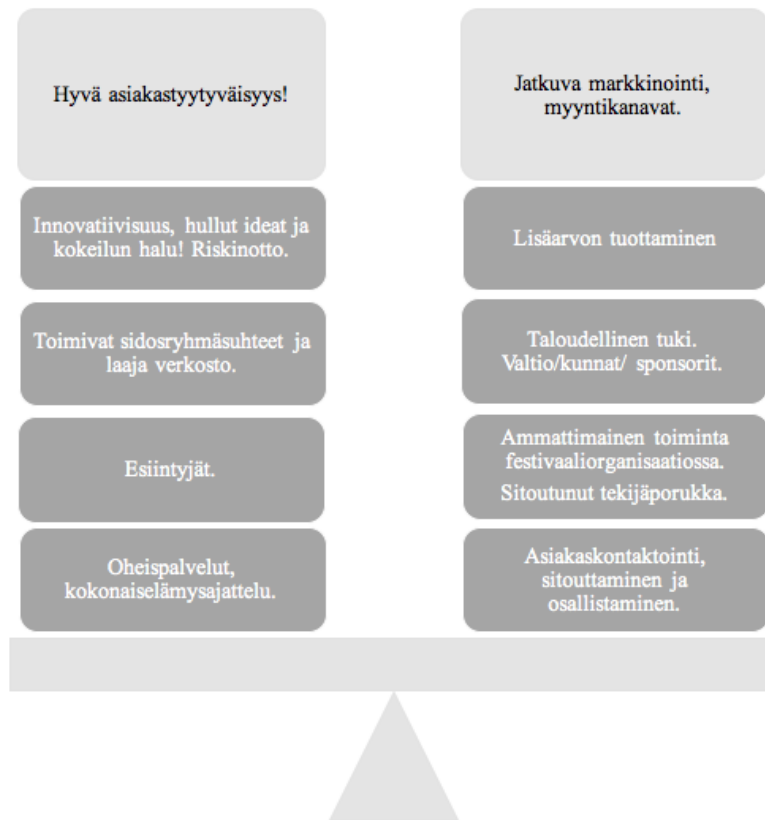 Hyvä asiakastyytyväisyys!
Innovatiivisuus, hullut ideat ja
kokeilun halu! Riskinotto.
Toimivat sidosryhmäsuhteet ja
laaja verkosto.
Esiintyjät.
Oheispalvelut,
kokonaiselämysajattelu.
Jatkuva markkinointi,
myyntikanavat.
Lisäarvon tuottaminen
Taloudellinen tuki.
Valtio/kunnat/ sponsorit.
Ammattimainen toiminta
festivaaliorganisaatiossa.
Sitoutunut tekijäporukka.
Asiakaskontaktointi,
sitouttaminen ja
osallistaminen.